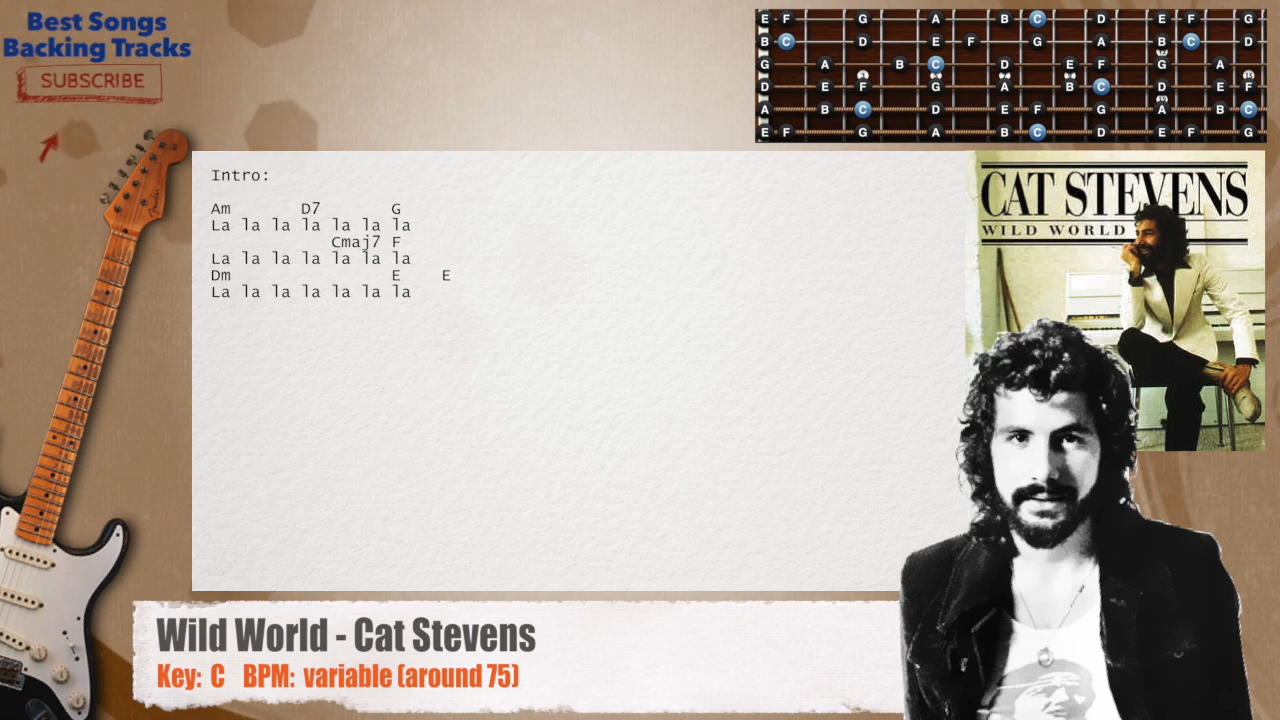 Best Songs
Backing Tracks
SUBSCRIBE
E F G A B C D E F G
B C D E F G A B C D
G A B C D E F G A
D E F G A B C D E F
A B C D E F G A B C
E F G A B C D E F G
Intro:
Am D7 G
La la la la la la la
Cmaj7 F
La la la la la la la
Dm E E
La la la la la la la
CAT STEVENS
WILD WORLD
Fender
Wild World - Cat Stevens
Key: C BPM: variable (around 75)